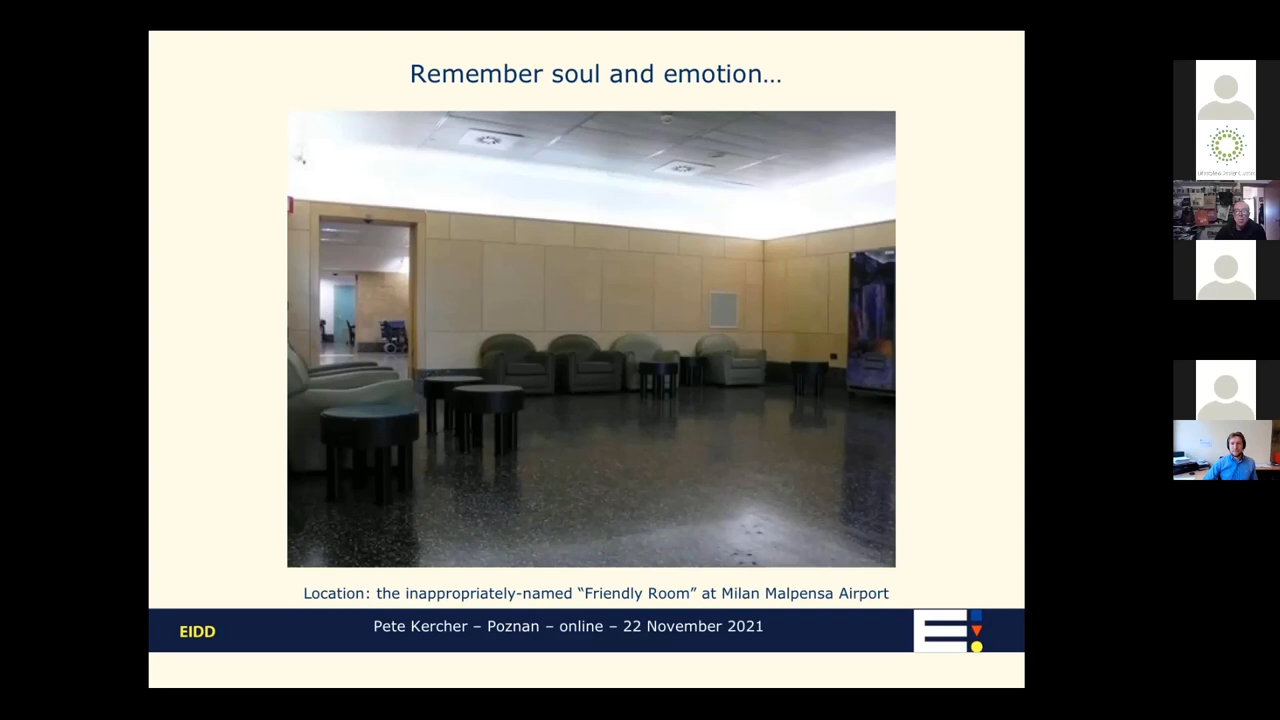 Remember soul and emotion…
Location: the inappropriately-named “Friendly Room” at Milan Malpensa Airport
EIDD
Pete Kercher – Poznan – online – 22 November 2021